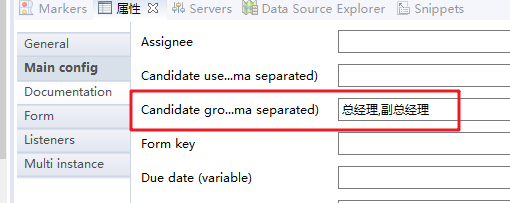 Markers 属性 Servers Data Source Explorer Snippets
General
Main config
Documentation
Form
Listeners
Multi instance
Assignee
Candidate use...ma separated)
Candidate gro...ma separated) 总经理,副总经理
Form key
Due date (variable)